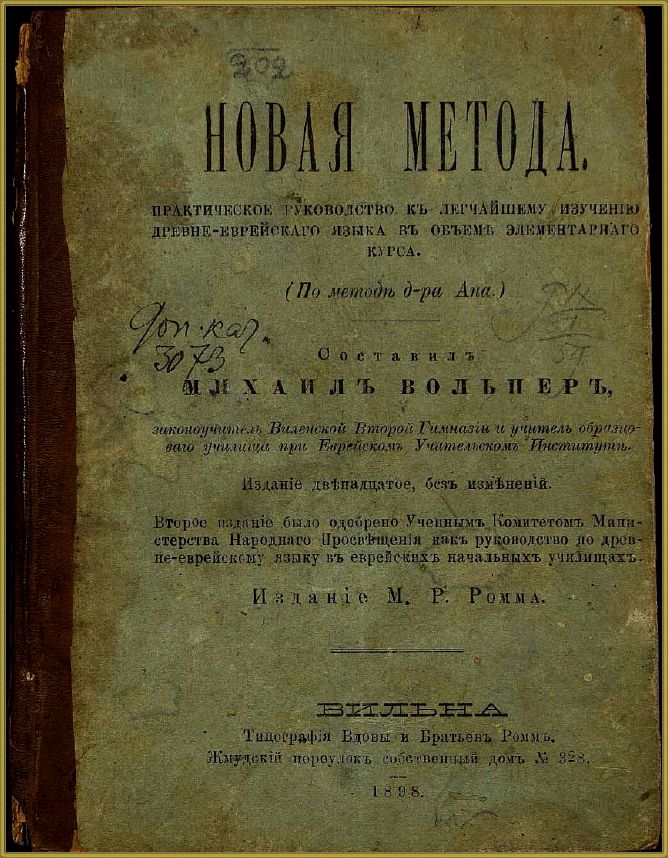 202
НОВАЯ МЕТОДА.
ПРАКТИЧЕСКОЕ РУКОВОДСТВО КЪ ЛЕГЧАЙШЕМУ ИЗУЧЕНІЮ
ДРЕВНЕ-ЕВРЕЙСКАГО ЯЗЫКА ВЪ ОБЪЕМѢ ЭЛЕМЕНТАРНАГО
КУРСА.
(По методѣ д-ра Ана.)
Доп. кат.
3073
Составилъ
МИХАИЛЪ ВОЛЬПЕРЪ,
законоучитель Виленской Второй Гимназіи и учитель образцо-
ваго училища при Еврейскомъ Учительскомъ Институтѣ.
Изданіе двѣнадцатое, безъ измѣненій.
Второе изданіе было одобрено Ученымъ Комитетомъ Мини-
стерства Народнаго Просвѣщенія какъ руководство по древ-
не-еврейскому языку въ еврейскихъ начальныхъ училищахъ.
Изданіе М. Р. Ромма.
ВИЛЬНА
Типографія Вдовы и Братьевъ Роммъ.
Жмудскій переулокъ собственный домъ № 328.
1898.